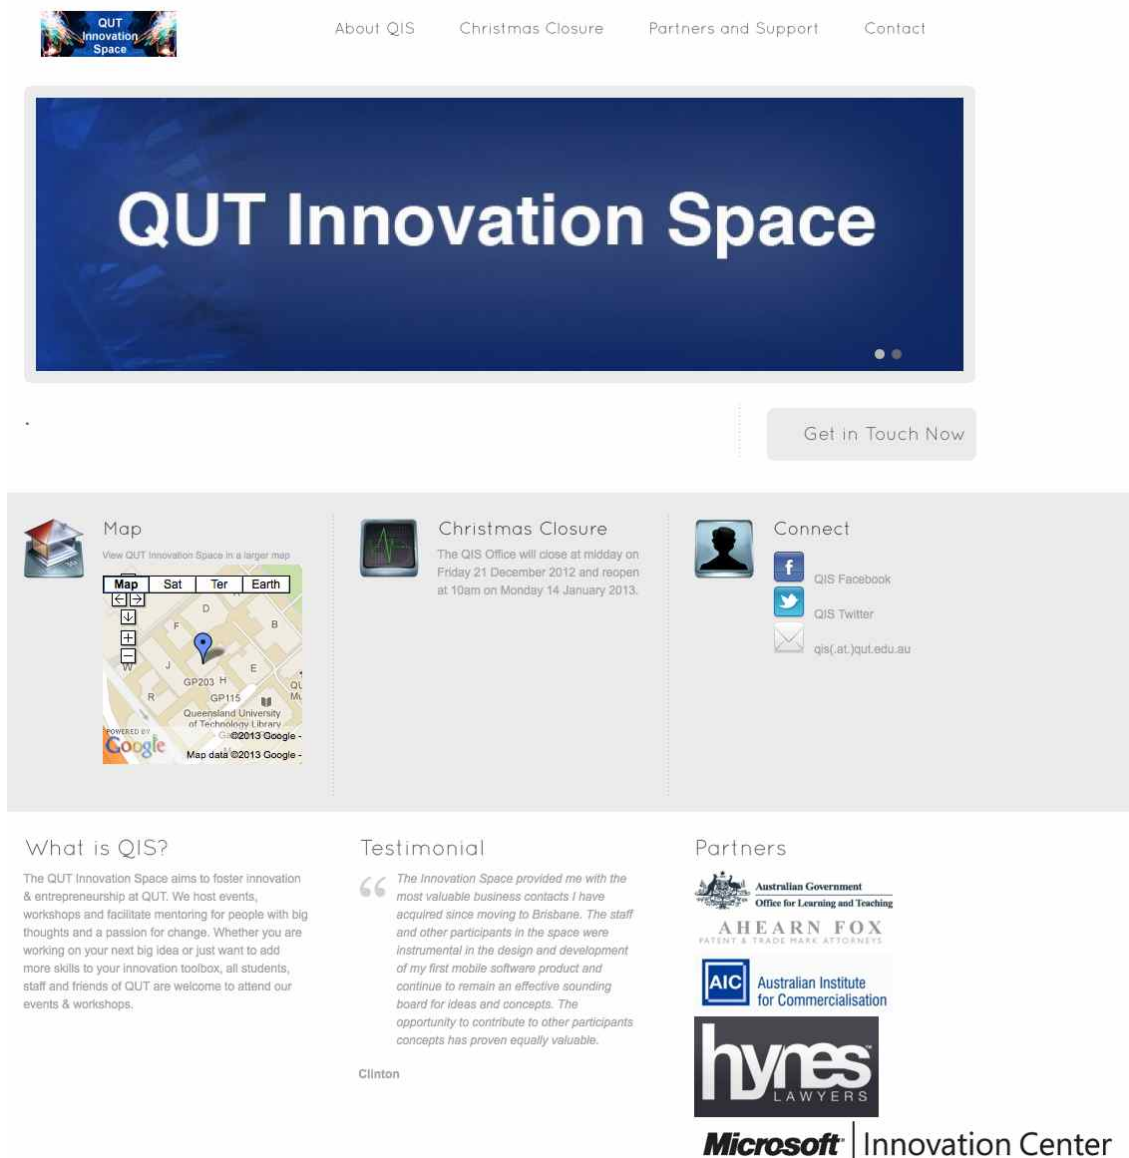 QUT
Innovation
Space
About QIS
Christmas Closure
Partners and Support
Contact
QUT Innovation Space
.
Get in Touch Now
Map
View QUT Innovation Space in a larger map
Map Sat Ter Earth
D
F
B
W
J
E
GP203 H
R
GP115
Queensland University
of Technology Library
POWERED BY
Google
©2013 Google -
Map data ©2013 Google -
Christmas Closure
The QIS Office will close at midday on
Friday 21 December 2012 and reopen
at 10am on Monday 14 January 2013.
Connect
QIS Facebook
QIS Twitter
qis(.at.)qut.edu.au
What is QIS?
The QUT Innovation Space aims to foster innovation
& entrepreneurship at QUT. We host events,
workshops and facilitate mentoring for people with big
thoughts and a passion for change. Whether you are
working on your next big idea or just want to add
more skills to your innovation toolbox, all students,
staff and friends of QUT are welcome to attend our
events & workshops.
Testimonial
“ The Innovation Space provided me with the
most valuable business contacts I have
acquired since moving to Brisbane. The staff
and other participants in the space were
instrumental in the design and development
of my first mobile software product and
continue to remain an effective sounding
board for ideas and concepts. The
opportunity to contribute to other participants
concepts has proven equally valuable.
Clinton
Partners
Australian Government
Office for Learning and Teaching
AHEARN FOX
PATENT & TRADE MARK ATTORNEYS
AIC
Australian Institute
for Commercialisation
hynes
LAWYERS
Microsoft | Innovation Center